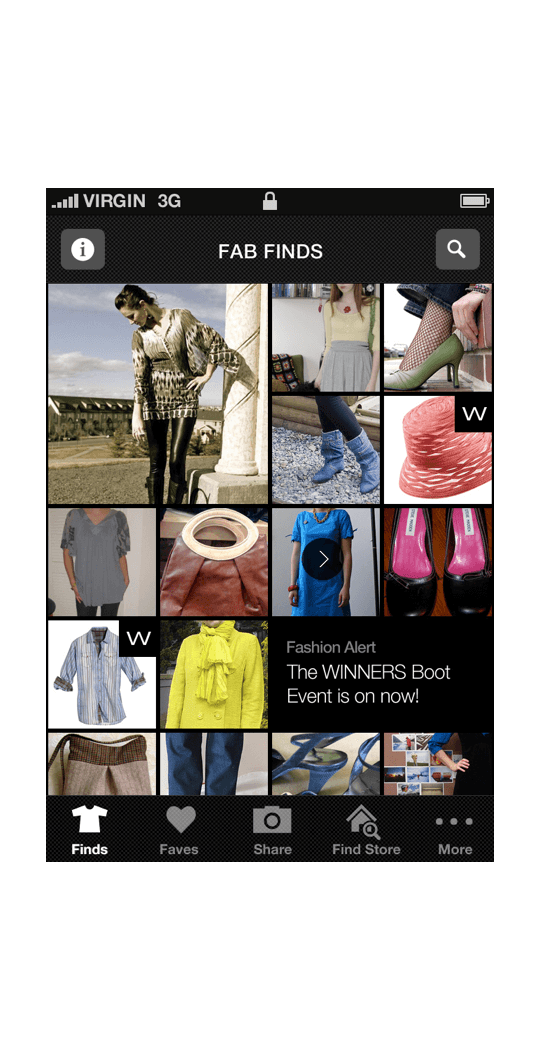 VIRGIN 3G
FAB FINDS
W
W
Fashion Alert
The WINNERS Boot
Event is on now!
Finds Faves Share Find Store More